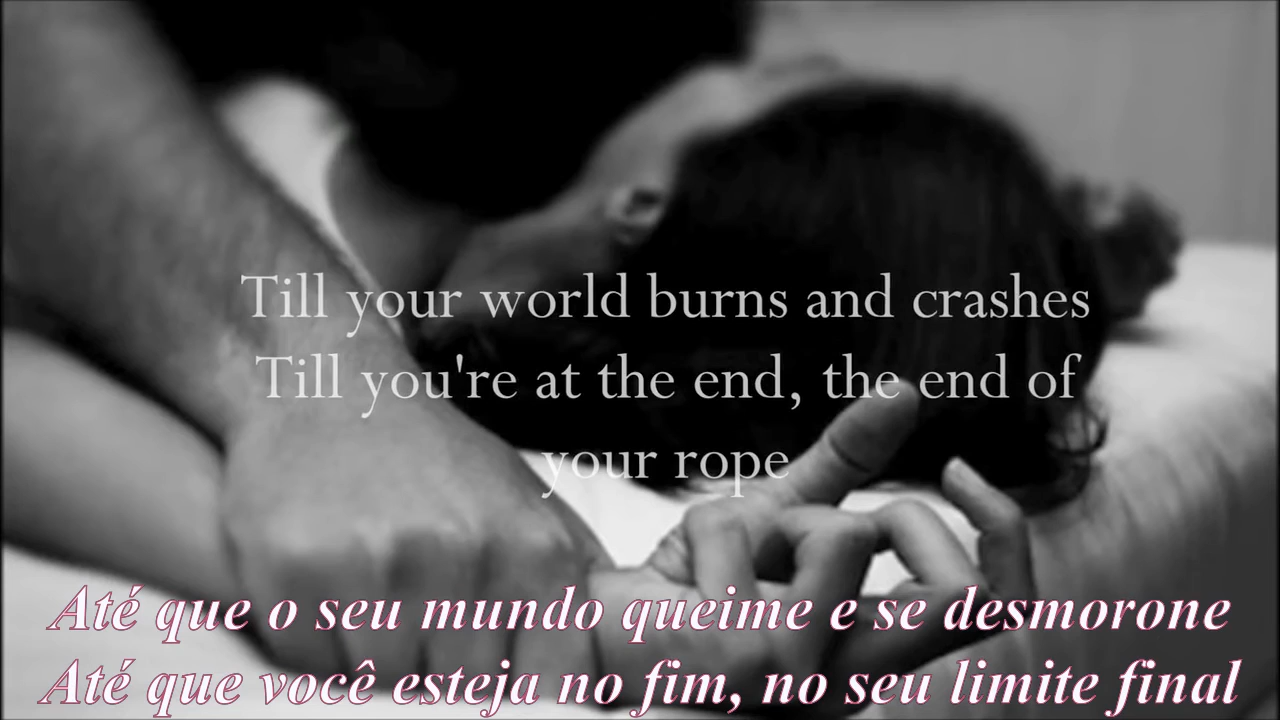 Till your world burns and crashes
Till you're at the end, the end of
your rope
Até que o seu mundo queime e se desmorone
Até que você esteja no fim, no seu limite final